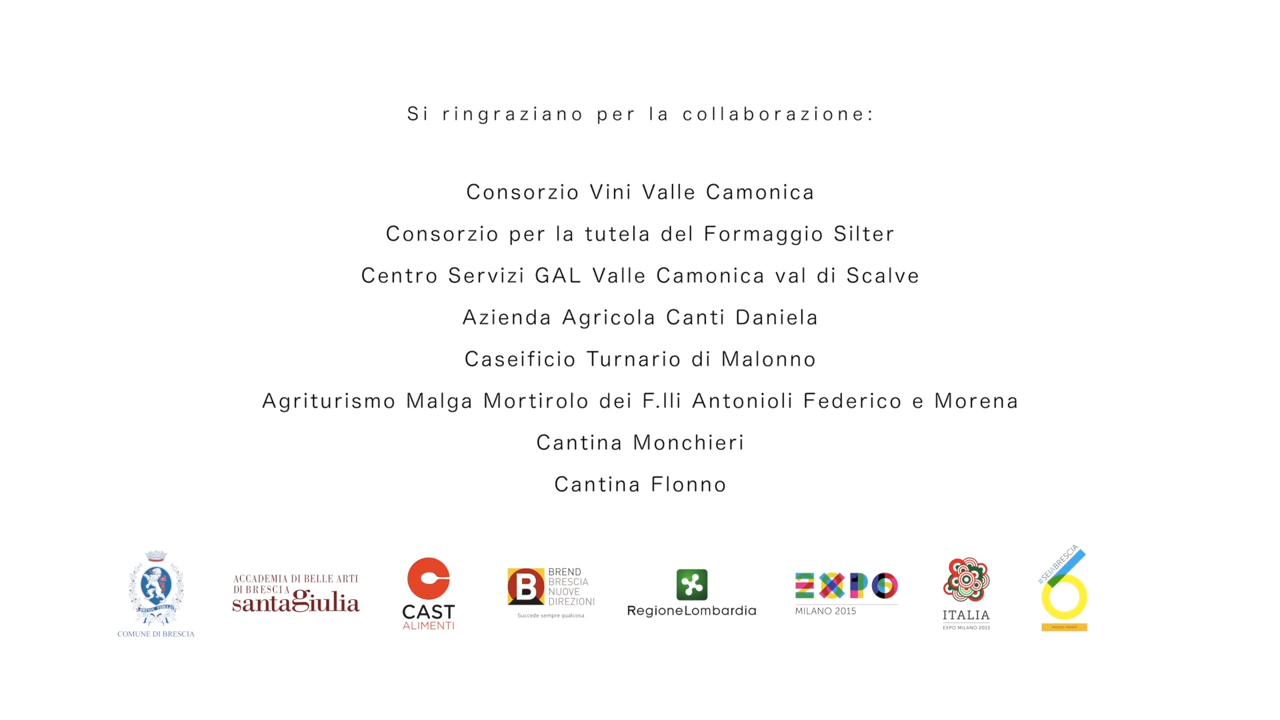 Si ringraziano per la collaborazione:
Consorzio Vini Valle Camonica
Consorzio per la tutela del Formaggio Silter
Centro Servizi GAL Valle Camonica val di Scalve
Azienda Agricola Canti Daniela
Caseificio Turnario di Malonno
Agriturismo Malga Mortirolo dei F.lli Antonioli Federico e Morena
Cantina Monchieri
Cantina Flonno
COMUNE DI BRESCIA
ACCADEMIA DI BELLE ARTI
DI BRESCIA
santagiulia
CAST
ALIMENTI
B
BREND
BRESCIA
NUOVE
DIREZIONI
Succede sempre qualcosa
RegioneLombardia
EXPO
MILANO 2015
ITALIA
EXPO MILANO 2015
#SEIABRESCIA
6